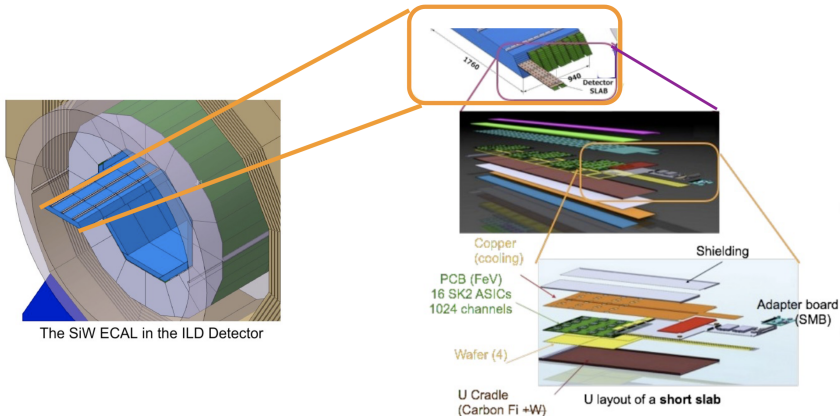 1760
940
Detector
SLAB
The SiW ECAL in the ILD Detector
Copper
(cooling)
Shielding
PCB (FeV)
16 SK2 ASICs
1024 channels
Adapter board
(SMB)
Wafer (4)
U Cradle
(Carbon Fi +W)
U layout of a short slab